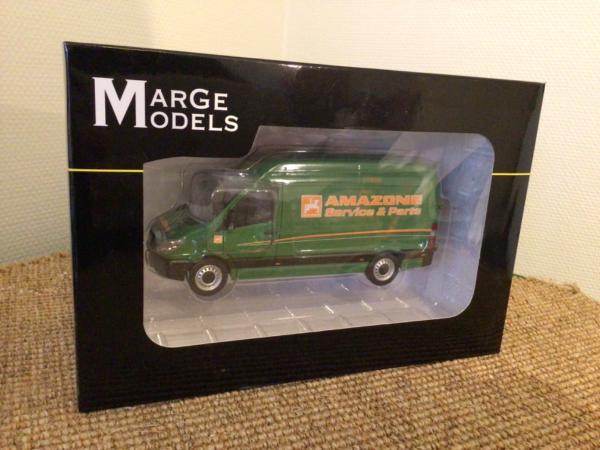 MARGE
MODELS
AMAZONE
Service & Parts